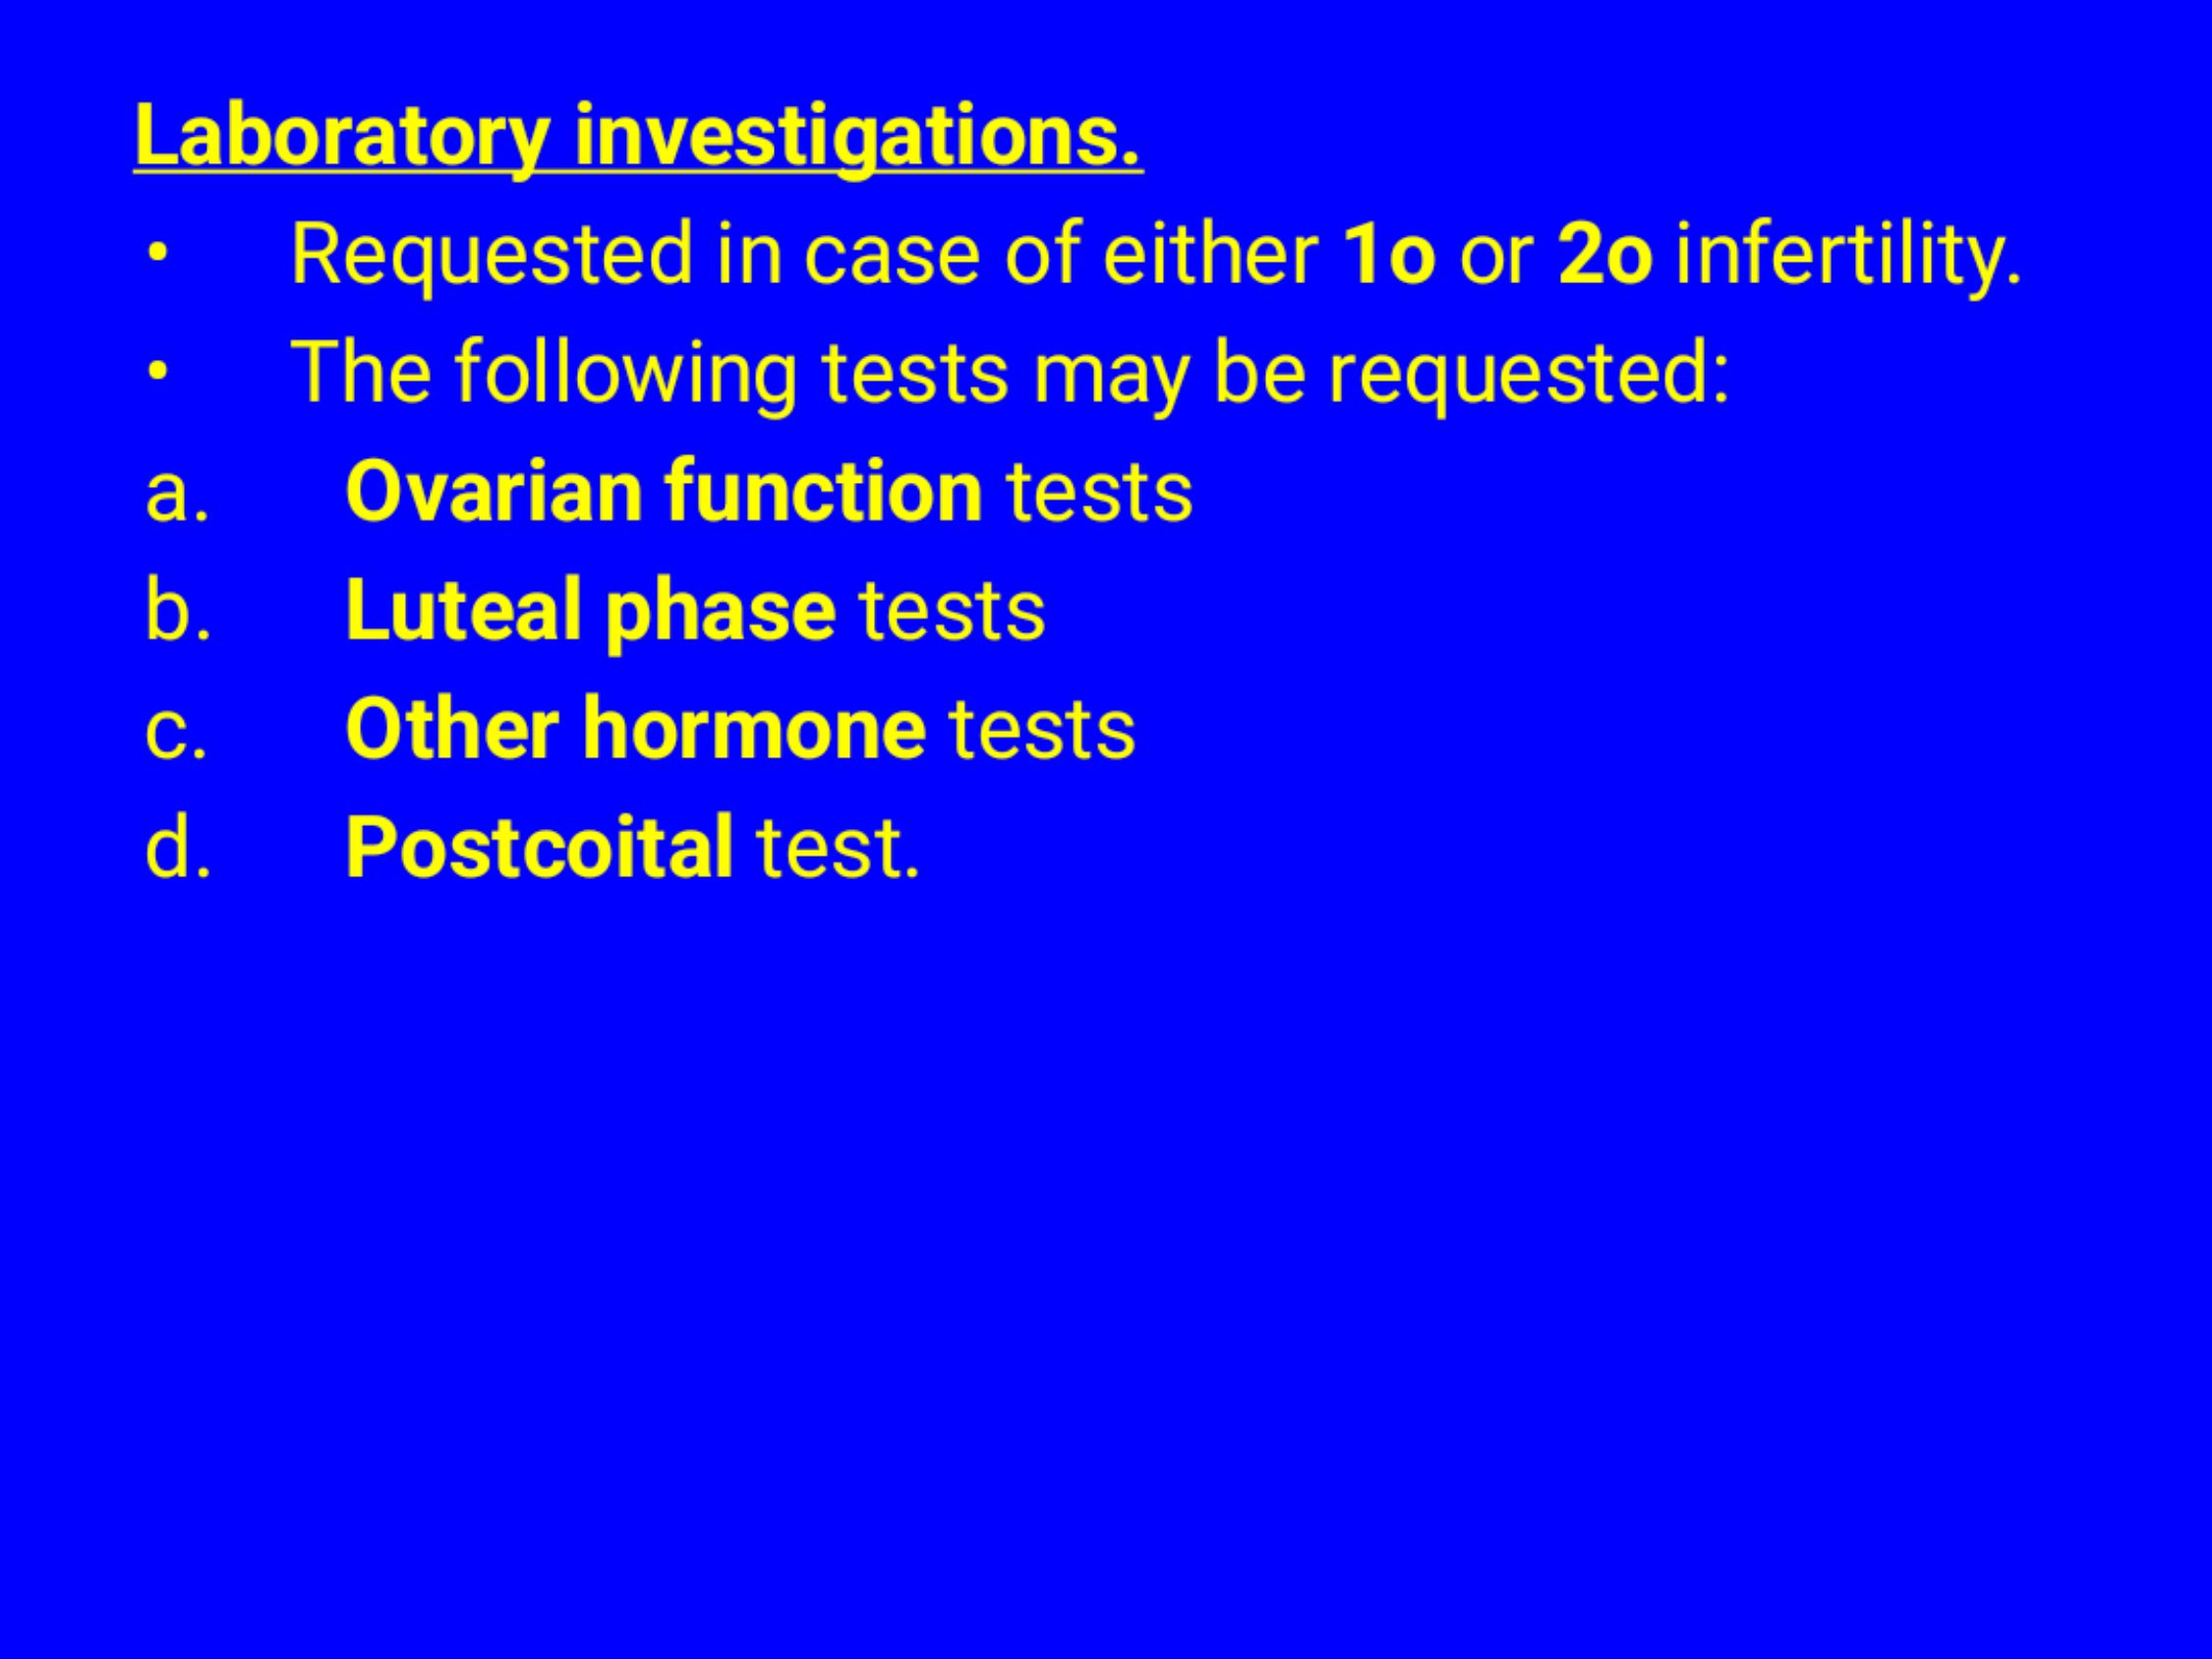 Laboratory investigations.
• Requested in case of either 1o or 2o infertility.
• The following tests may be requested:
a. Ovarian function tests
b. Luteal phase tests
c. Other hormone tests
d. Postcoital test.